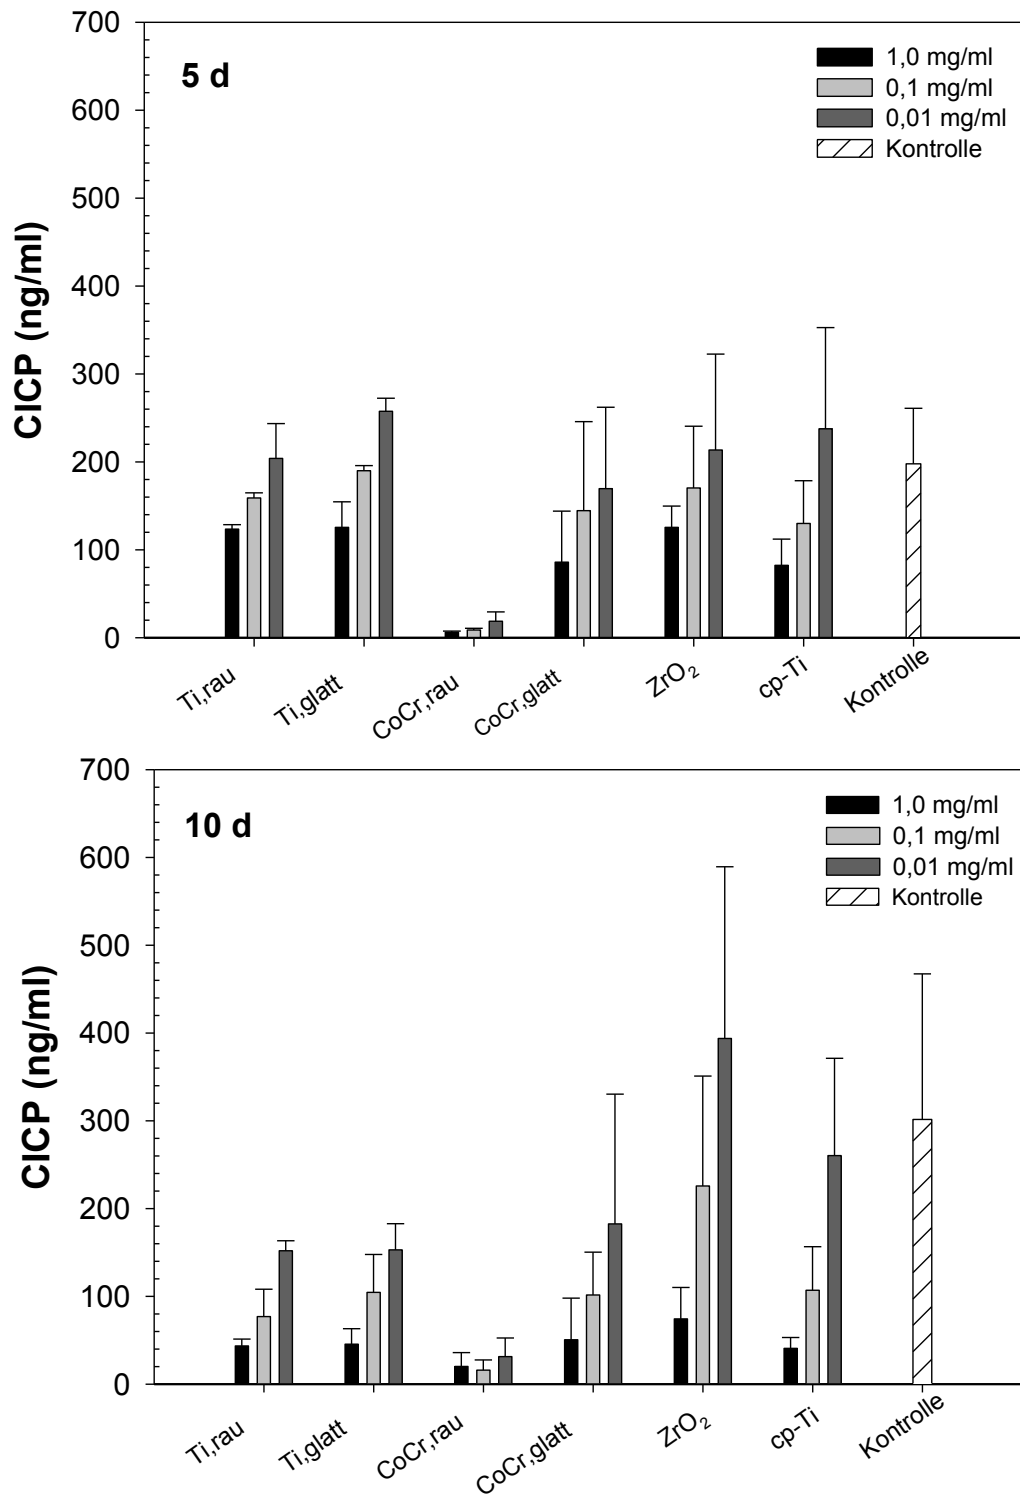 700
600
500
400
300
200
100
0
CICP (ng/ml)
5 d
1,0 mg/ml
0,1 mg/ml
0,01 mg/ml
Kontrolle
Ti,rau
Ti,glatt
CoCr,rau
CoCr,glatt
ZrO₂
cp-Ti
Kontrolle
700
600
500
400
300
200
100
0
CICP (ng/ml)
10 d
1,0 mg/ml
0,1 mg/ml
0,01 mg/ml
Kontrolle
Ti,rau
Ti,glatt
CoCr,rau
CoCr,glatt
ZrO₂
cp-Ti
Kontrolle